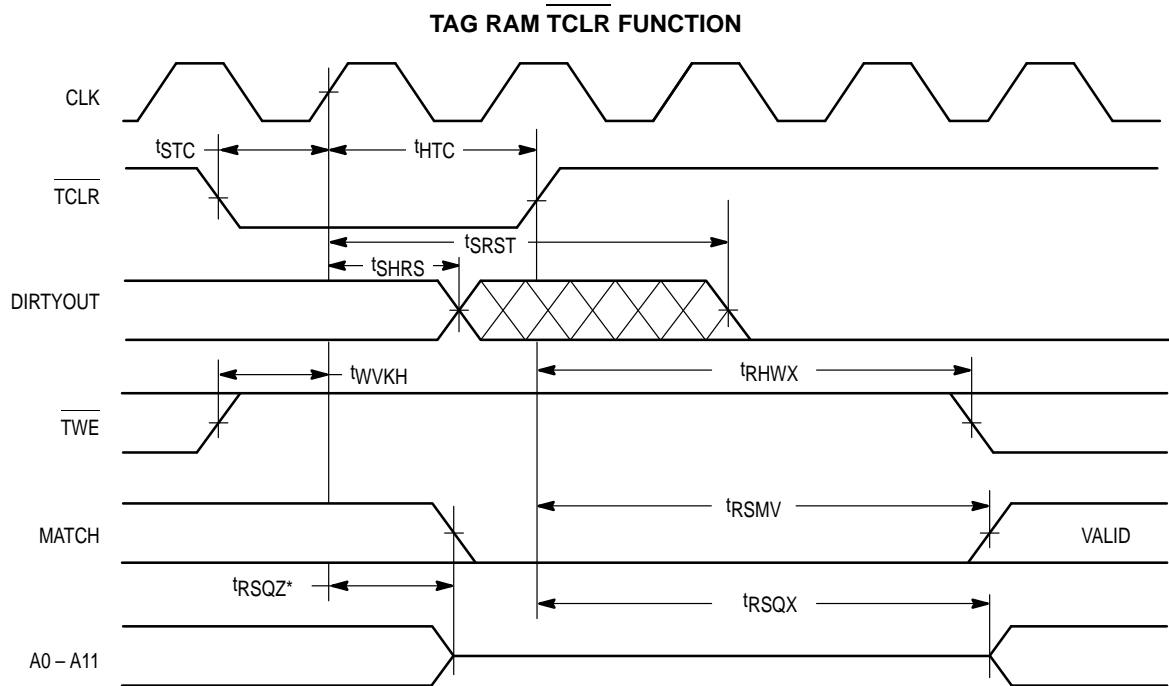 TAG RAM TCLR FUNCTION
CLK
tSTC
tHTC
TCLR
tSRST
tSHRS
DIRTYOUT
tWVKH
tRHWX
TWE
tRSMV
MATCH
VALID
tRSQZ*
tRSQX
A0 – A11